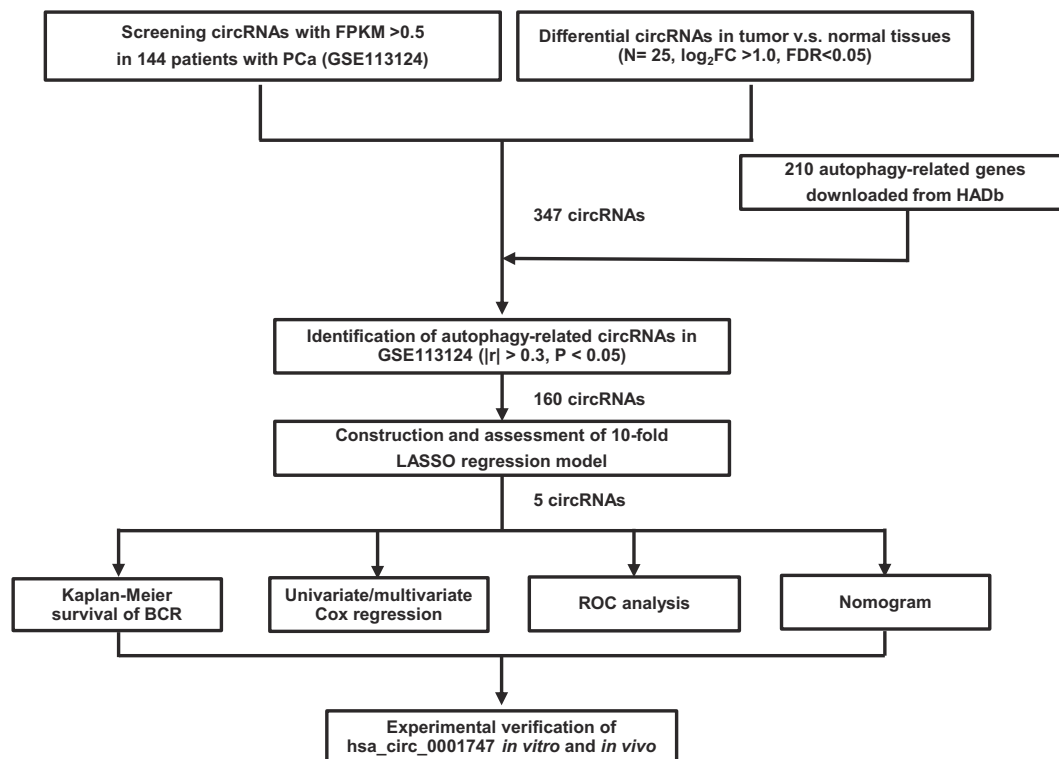 Screening circRNAs with FPKM >0.5
in 144 patients with PCa (GSE113124)
Differential circRNAs in tumor v.s. normal tissues
(N= 25, log₂FC >1.0, FDR<0.05)
210 autophagy-related genes
downloaded from HADb
347 circRNAs
Identification of autophagy-related circRNAs in
GSE113124 (|r| > 0.3, P < 0.05)
160 circRNAs
Construction and assessment of 10-fold
LASSO regression model
5 circRNAs
Kaplan-Meier
survival of BCR
Univariate/multivariate
Cox regression
ROC analysis
Nomogram
Experimental verification of
hsa_circ_0001747 in vitro and in vivo